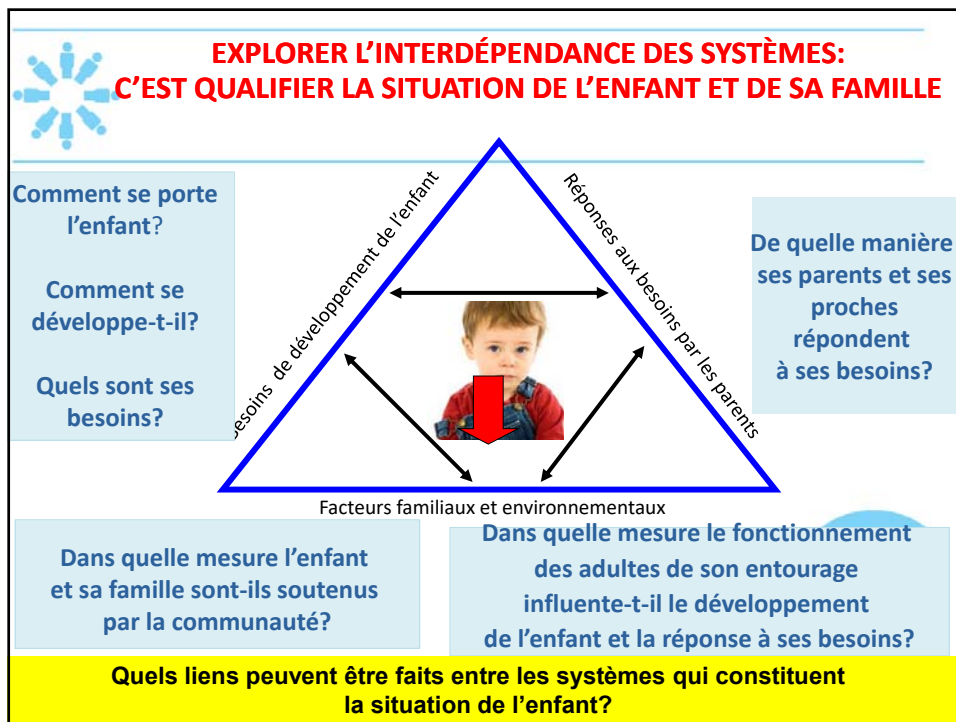 EXPLORER L'INTERDÉPENDANCE DES SYSTÈMES:
C'EST QUALIFIER LA SITUATION DE L'ENFANT ET DE SA FAMILLE
Comment se porte
l'enfant?
Comment se
développe-t-il?
Quels sont ses
besoins?
Besoins de développement de l'enfant
Réponses aux besoins par les parents
De quelle manière
ses parents et ses
proches
répondent
à ses besoins?
Facteurs familiaux et environnementaux
Dans quelle mesure l'enfant
et sa famille sont-ils soutenus
par la communauté?
Dans quelle mesure le fonctionnement
des adultes de son entourage
influente-t-il le développement
de l'enfant et la réponse à ses besoins?
Quels liens peuvent être faits entre les systèmes qui constituent
la situation de l'enfant?